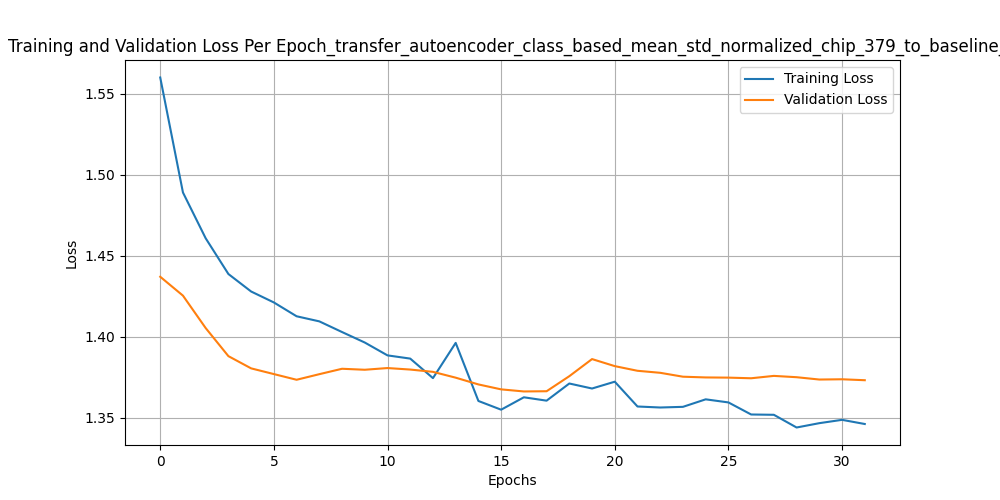 Training and Validation Loss Per Epoch_transfer_autoencoder_class_based_mean_std_normalized_chip_379_to_baseline_
Training Loss
Validation Loss
1.55
1.50
1.45
1.40
1.35
Loss
0 5 10 15 20 25 30
Epochs